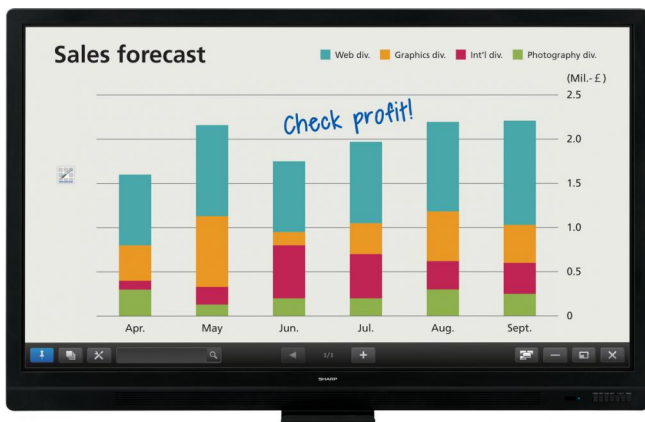 Sales forecast
Web div. Graphics div. Int'l div. Photography div.
(Mil.-£)
2.5
Check profit!
2.0
1.5
1.0
0.5
0
Apr. May Jun. Jul. Aug. Sept.
1/1
SHARP